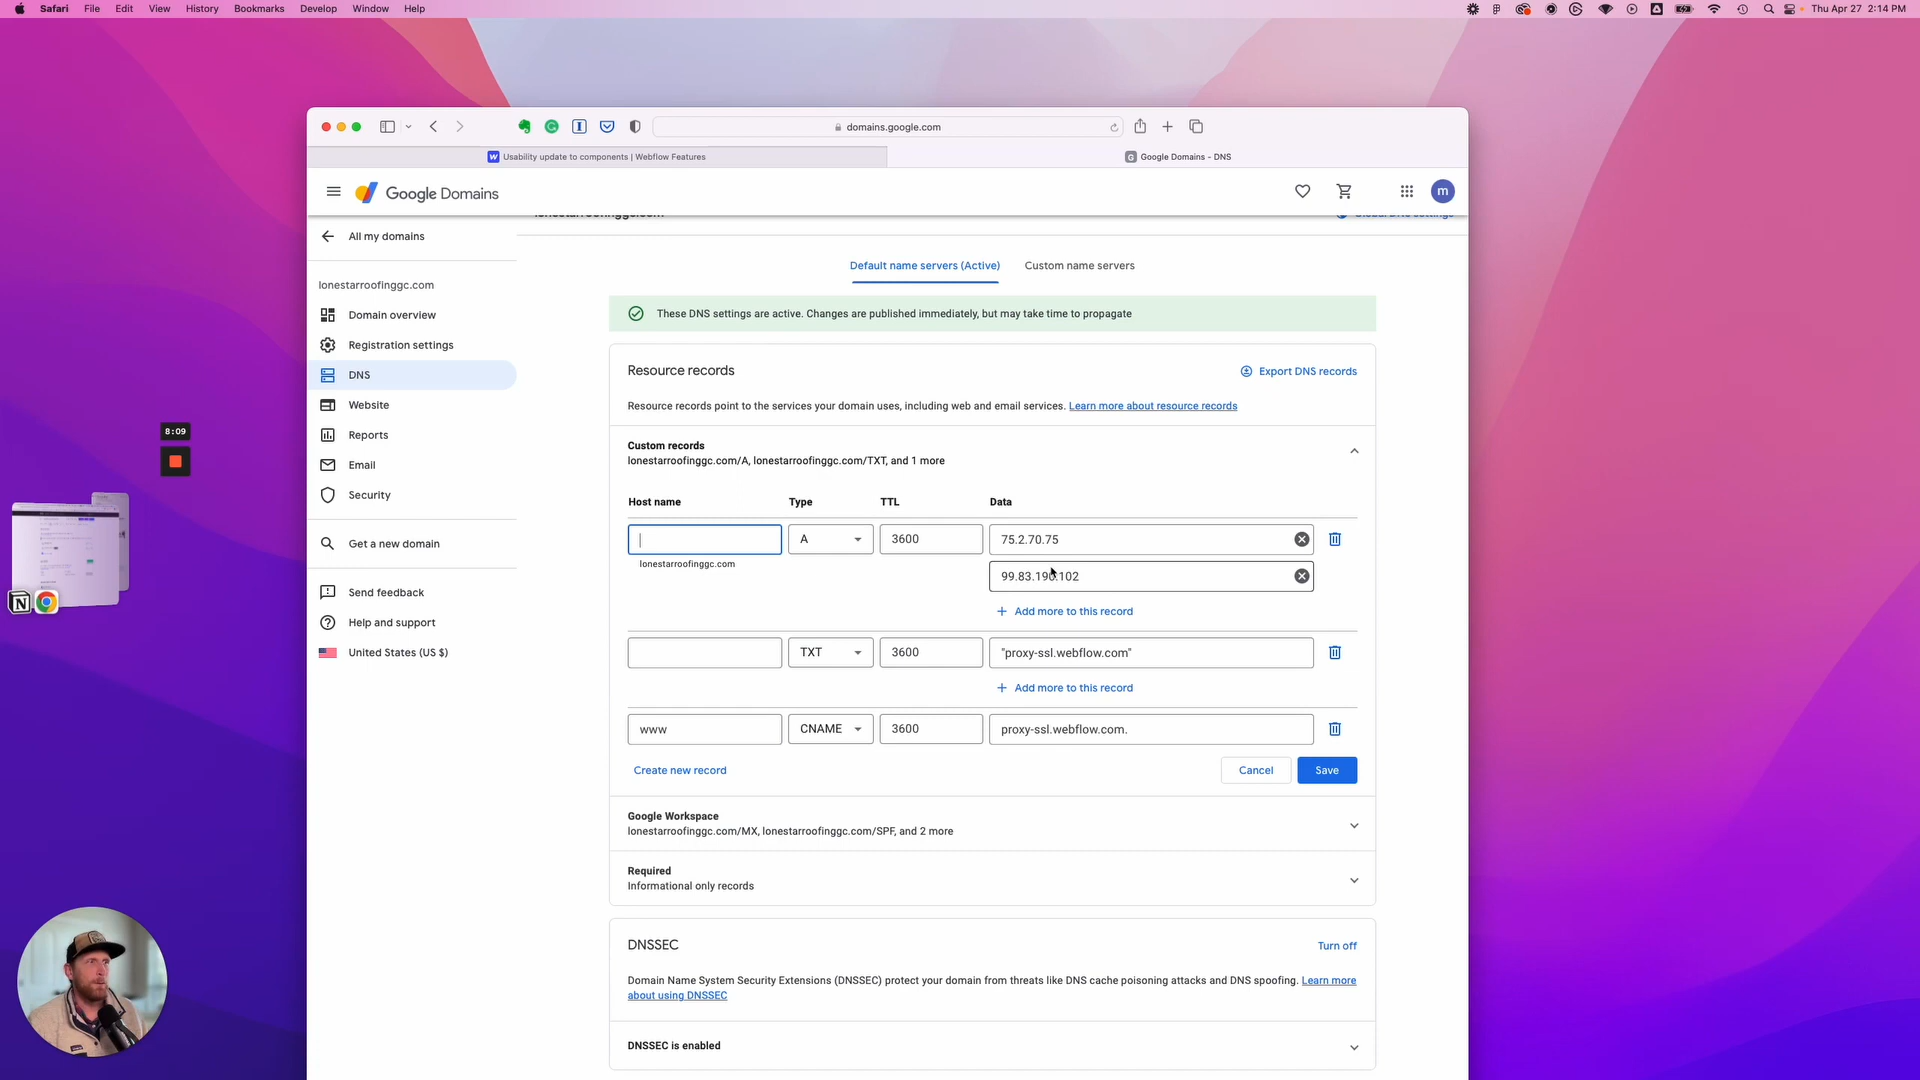 Safari File Edit View History Bookmarks Develop Window Help Thu Apr 27 2:14 PM
domains.google.com
Usability update to components | Webflow Features Google Domains - DNS
Google Domains m
All my domains
lonestarroofinggc.com
Domain overview
Registration settings
DNS
Website
Reports
Email
Security
Get a new domain
Send feedback
Help and support
United States (US $)
lonestarroofinggc.com Global DNS settings
Default name servers (Active) Custom name servers
These DNS settings are active. Changes are published immediately, but may take time to propagate
Resource records Export DNS records
Resource records point to the services your domain uses, including web and email services. Learn more about resource records
Custom records
lonestarroofinggc.com/A, lonestarroofinggc.com/TXT, and 1 more
Host name Type TTL Data
A 3600 75.2.70.75
lonestarroofinggc.com
99.83.190.102
+ Add more to this record
TXT 3600 "proxy-ssl.webflow.com"
+ Add more to this record
www CNAME 3600 proxy-ssl.webflow.com.
Create new record Cancel Save
Google Workspace
lonestarroofinggc.com/MX, lonestarroofinggc.com/SPF, and 2 more
Required
Informational only records
DNSSEC Turn off
Domain Name System Security Extensions (DNSSEC) protect your domain from threats like DNS cache poisoning attacks and DNS spoofing. Learn more
about using DNSSEC
DNSSEC is enabled
8:09